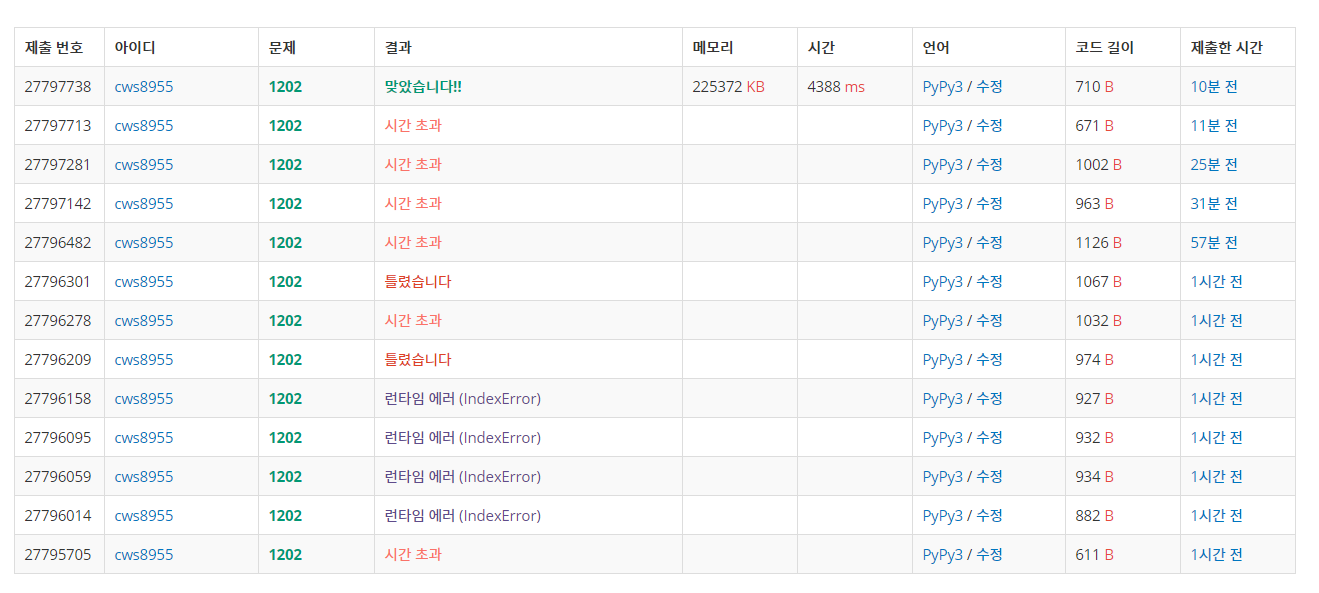 제출 번호 아이디 문제 결과 메모리 시간 언어 코드 길이 제출한 시간
27797738 cws8955 1202 맞았습니다!! 225372 KB 4388 ms PyPy3 / 수정 710 B 10분 전
27797713 cws8955 1202 시간 초과 PyPy3 / 수정 671 B 11분 전
27797281 cws8955 1202 시간 초과 PyPy3 / 수정 1002 B 25분 전
27797142 cws8955 1202 시간 초과 PyPy3 / 수정 963 B 31분 전
27796482 cws8955 1202 시간 초과 PyPy3 / 수정 1126 B 57분 전
27796301 cws8955 1202 틀렸습니다 PyPy3 / 수정 1067 B 1시간 전
27796278 cws8955 1202 시간 초과 PyPy3 / 수정 1032 B 1시간 전
27796209 cws8955 1202 틀렸습니다 PyPy3 / 수정 974 B 1시간 전
27796158 cws8955 1202 런타임 에러 (IndexError) PyPy3 / 수정 927 B 1시간 전
27796095 cws8955 1202 런타임 에러 (IndexError) PyPy3 / 수정 932 B 1시간 전
27796059 cws8955 1202 런타임 에러 (IndexError) PyPy3 / 수정 934 B 1시간 전
27796014 cws8955 1202 런타임 에러 (IndexError) PyPy3 / 수정 882 B 1시간 전
27795705 cws8955 1202 시간 초과 PyPy3 / 수정 611 B 1시간 전